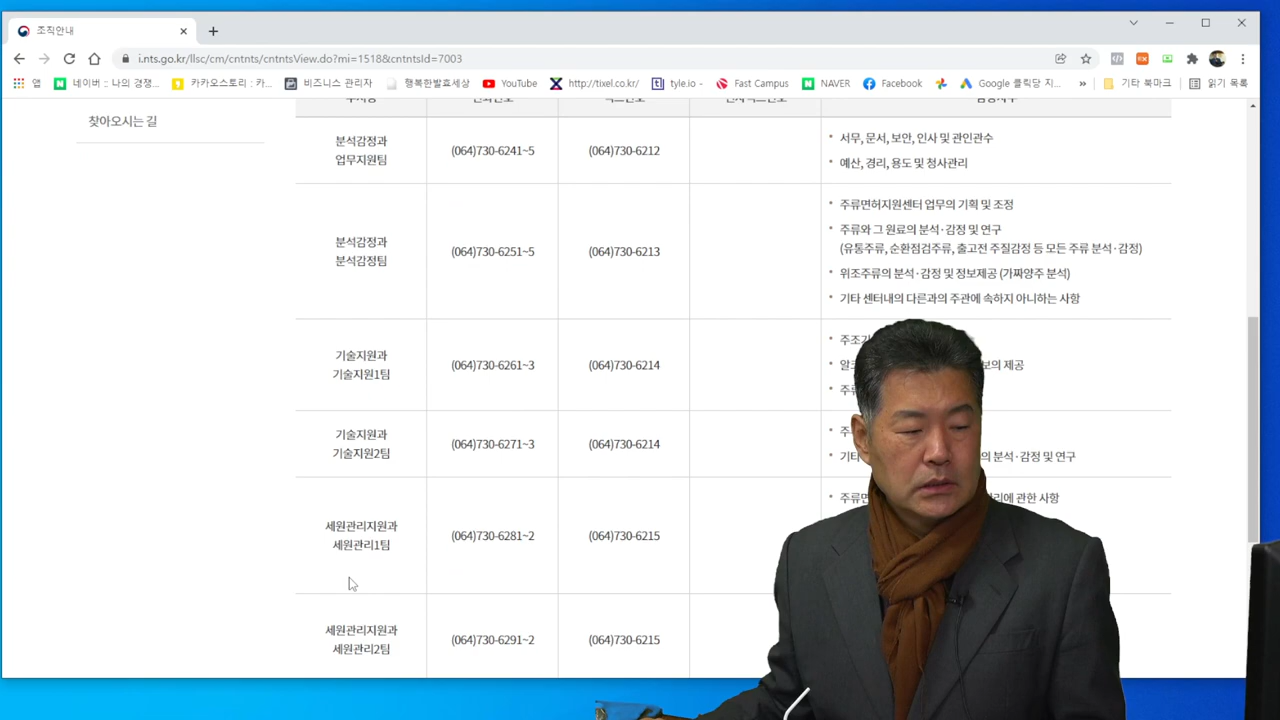 조직안내
i.nts.go.kr/llsc/cm/cntnts/cntntsView.do?mi=1518&cntntsId=7003
앱 네이버 :: 나의 경쟁... 카카오스토리 : 카... 비즈니스 관리자 행복한발효세상 YouTube http://tixel.co.kr/ tyle.io - Fast Campus NAVER Facebook Google 클릭당 지... » 기타 북마크 읽기 목록
찾아오시는 길
분석감정과
업무지원팀
(064)730-6241~5
(064)730-6212
서무, 문서, 보안, 인사 및 관인관수
예산, 경리, 용도 및 청사관리
분석감정과
분석감정팀
(064)730-6251~5
(064)730-6213
주류면허지원센터 업무의 기획 및 조정
주류와 그 원료의 분석·감정 및 연구
(유통주류, 순환점검주류, 출고전 주질감정 등 모든 주류 분석·감정)
위조주류의 분석·감정 및 정보제공 (가짜양주 분석)
기타 센터내의 다른과의 주관에 속하지 아니하는 사항
기술지원과
기술지원1팀
(064)730-6261~3
(064)730-6214
보의 제공
기술지원과
기술지원2팀
(064)730-6271~3
(064)730-6214
기타
분석·감정 및 연구
세원관리지원과
세원관리1팀
(064)730-6281~2
(064)730-6215
주류면
관한 사항
세원관리지원과
세원관리2팀
(064)730-6291~2
(064)730-6215